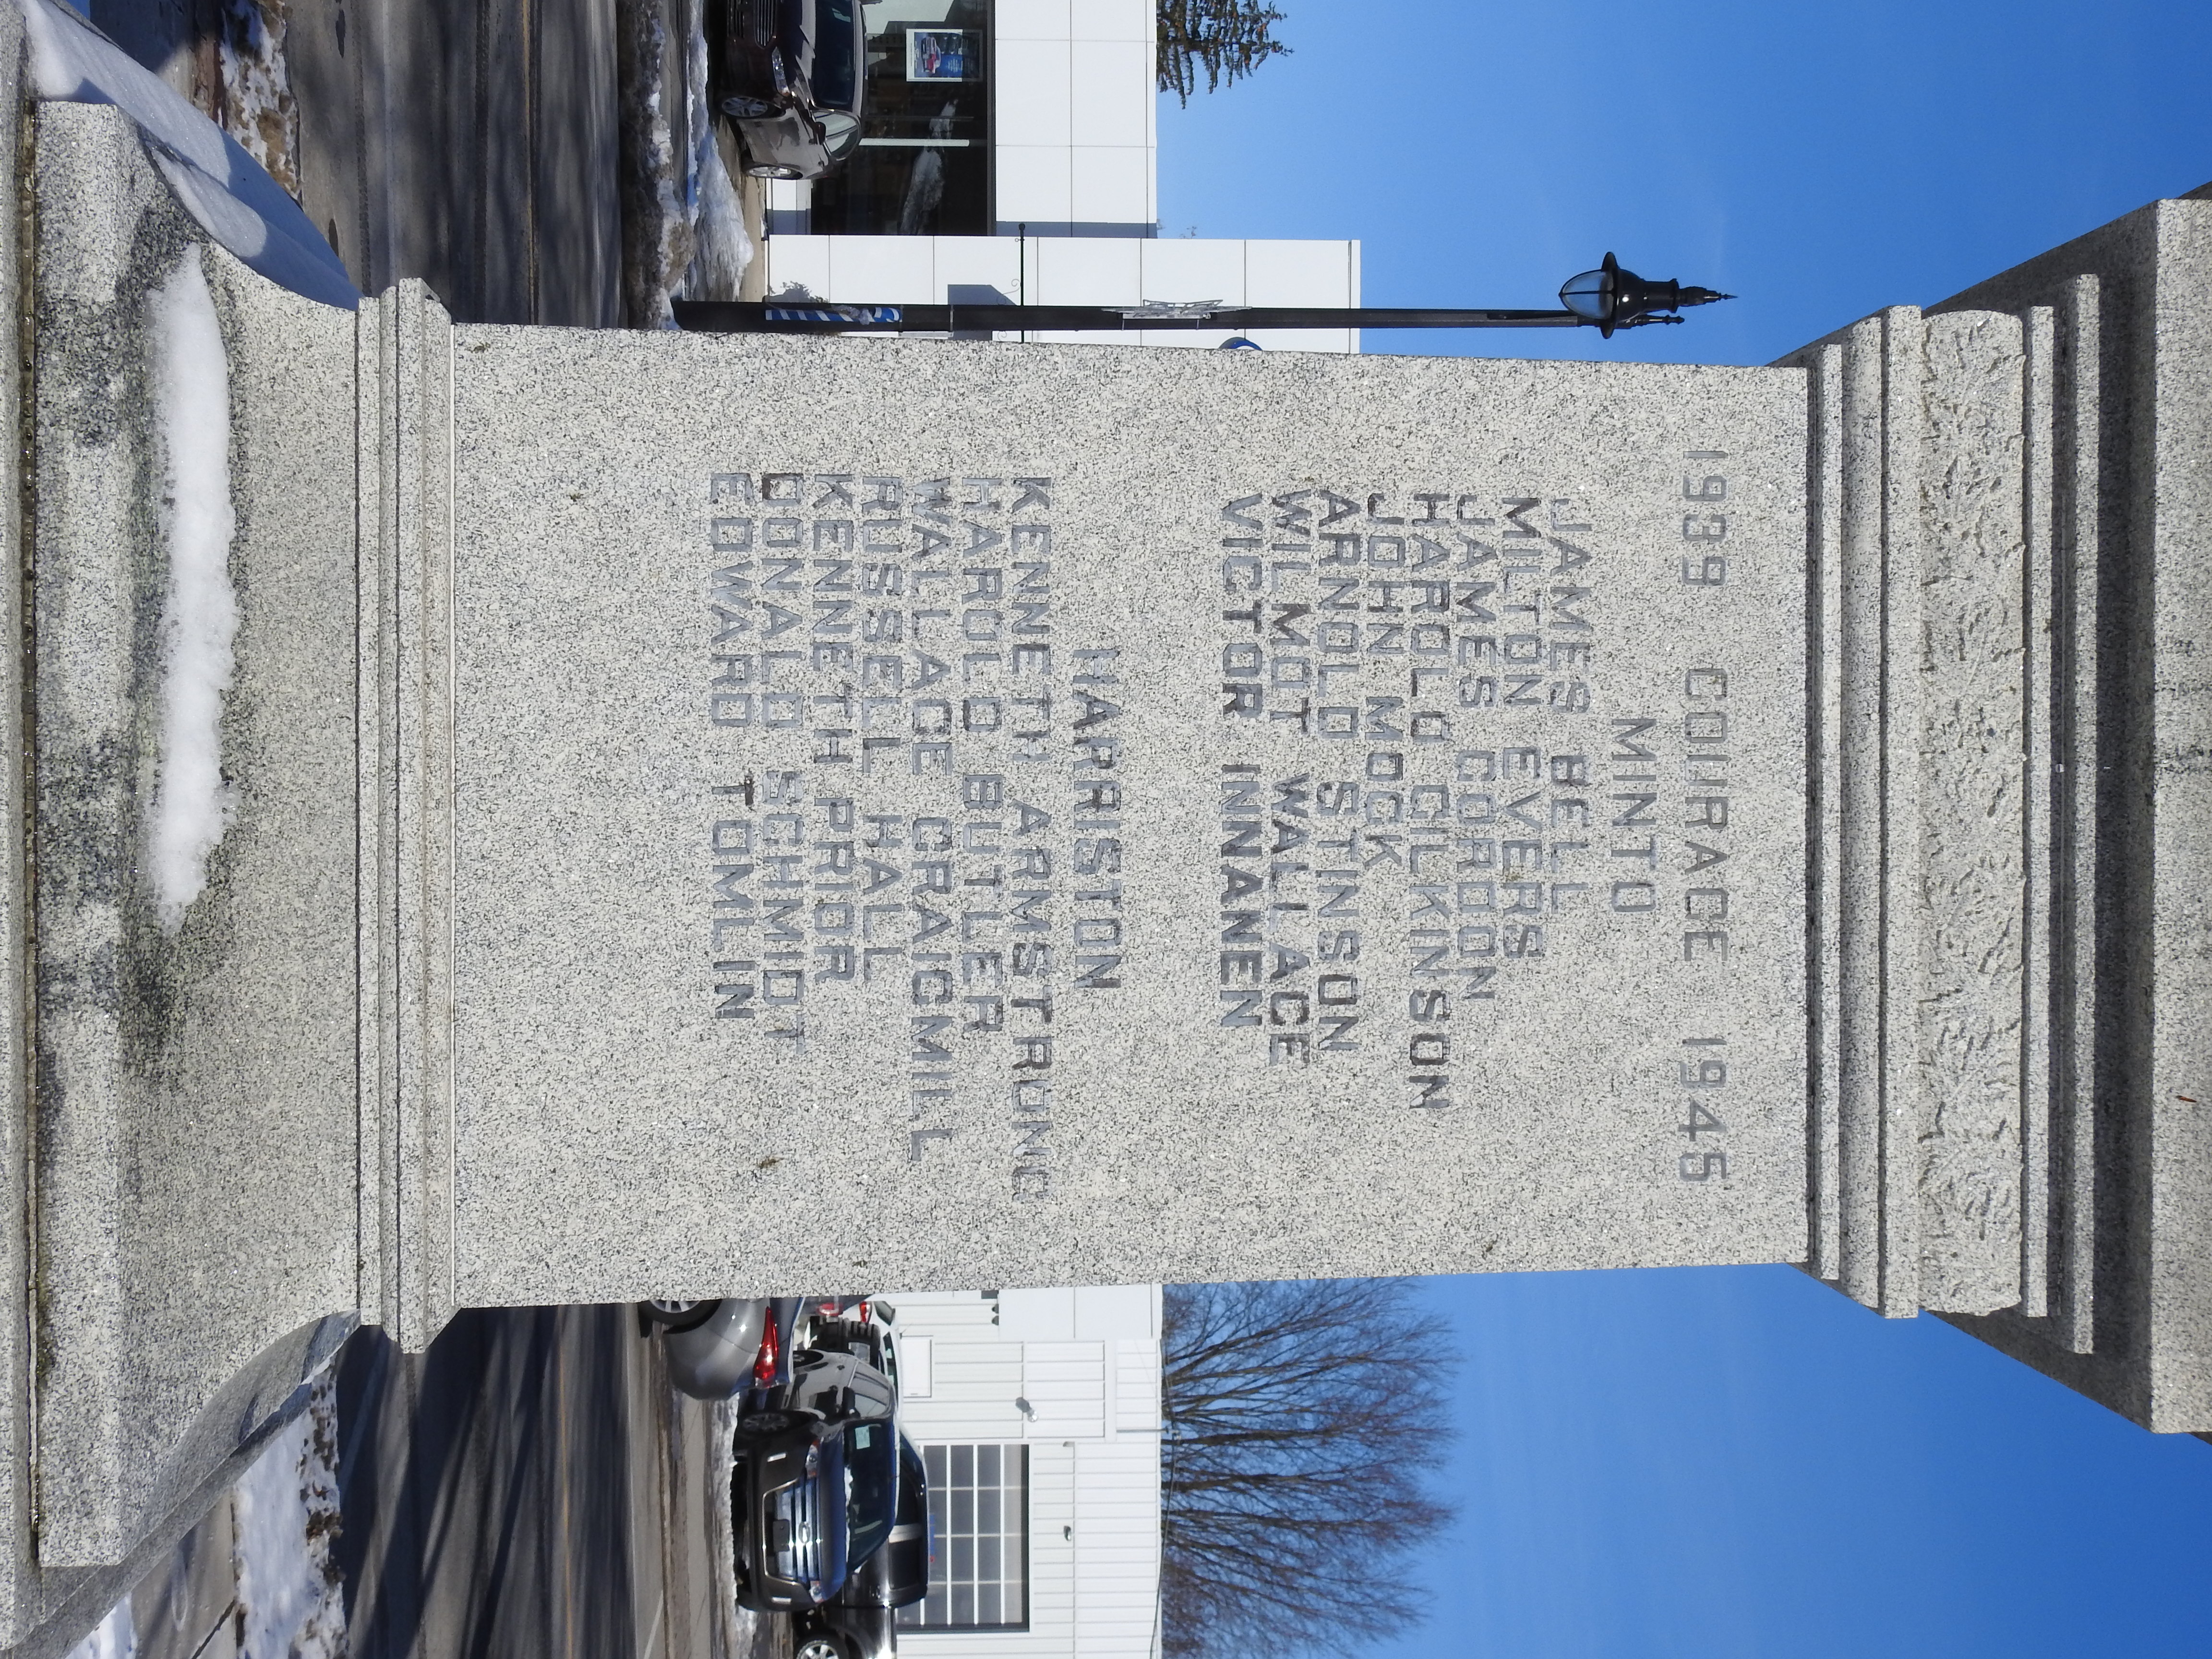 1939 COURAGE 1945
MINTO
JAMES BELL
MILTON EVERS
JAMES GORDON
HAROLD GILKINSON
JOHN MOCK
ARNOLD STINSON
WILMOT WALLACE
VICTOR INNANEN
HARRISTON
KENNETH ARMSTRONG
HAROLD BUTLER
WALLACE CRAIGMILL
RUSSELL HALL
KENNETH PRIOR
DONALD SCHMIDT
EDWARD TOMLIN